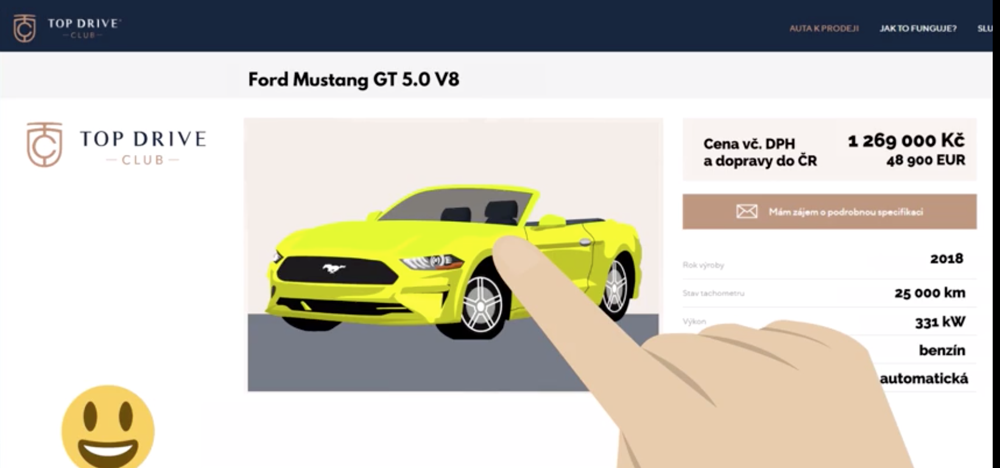 TOP DRIVE
CLUB
AUTA K PRODEJI
JAK TO FUNGUJE?
SLU
Ford Mustang GT 5.0 V8
TOP DRIVE
CLUB
Cena vč. DPH
a dopravy do ČR
1 269 000 Kč
48 900 EUR
Mám zájem o podrobnou specifikaci
Rok výroby
2018
Stav tachometru
25 000 km
Výkon
331 kW
benzín
automatická